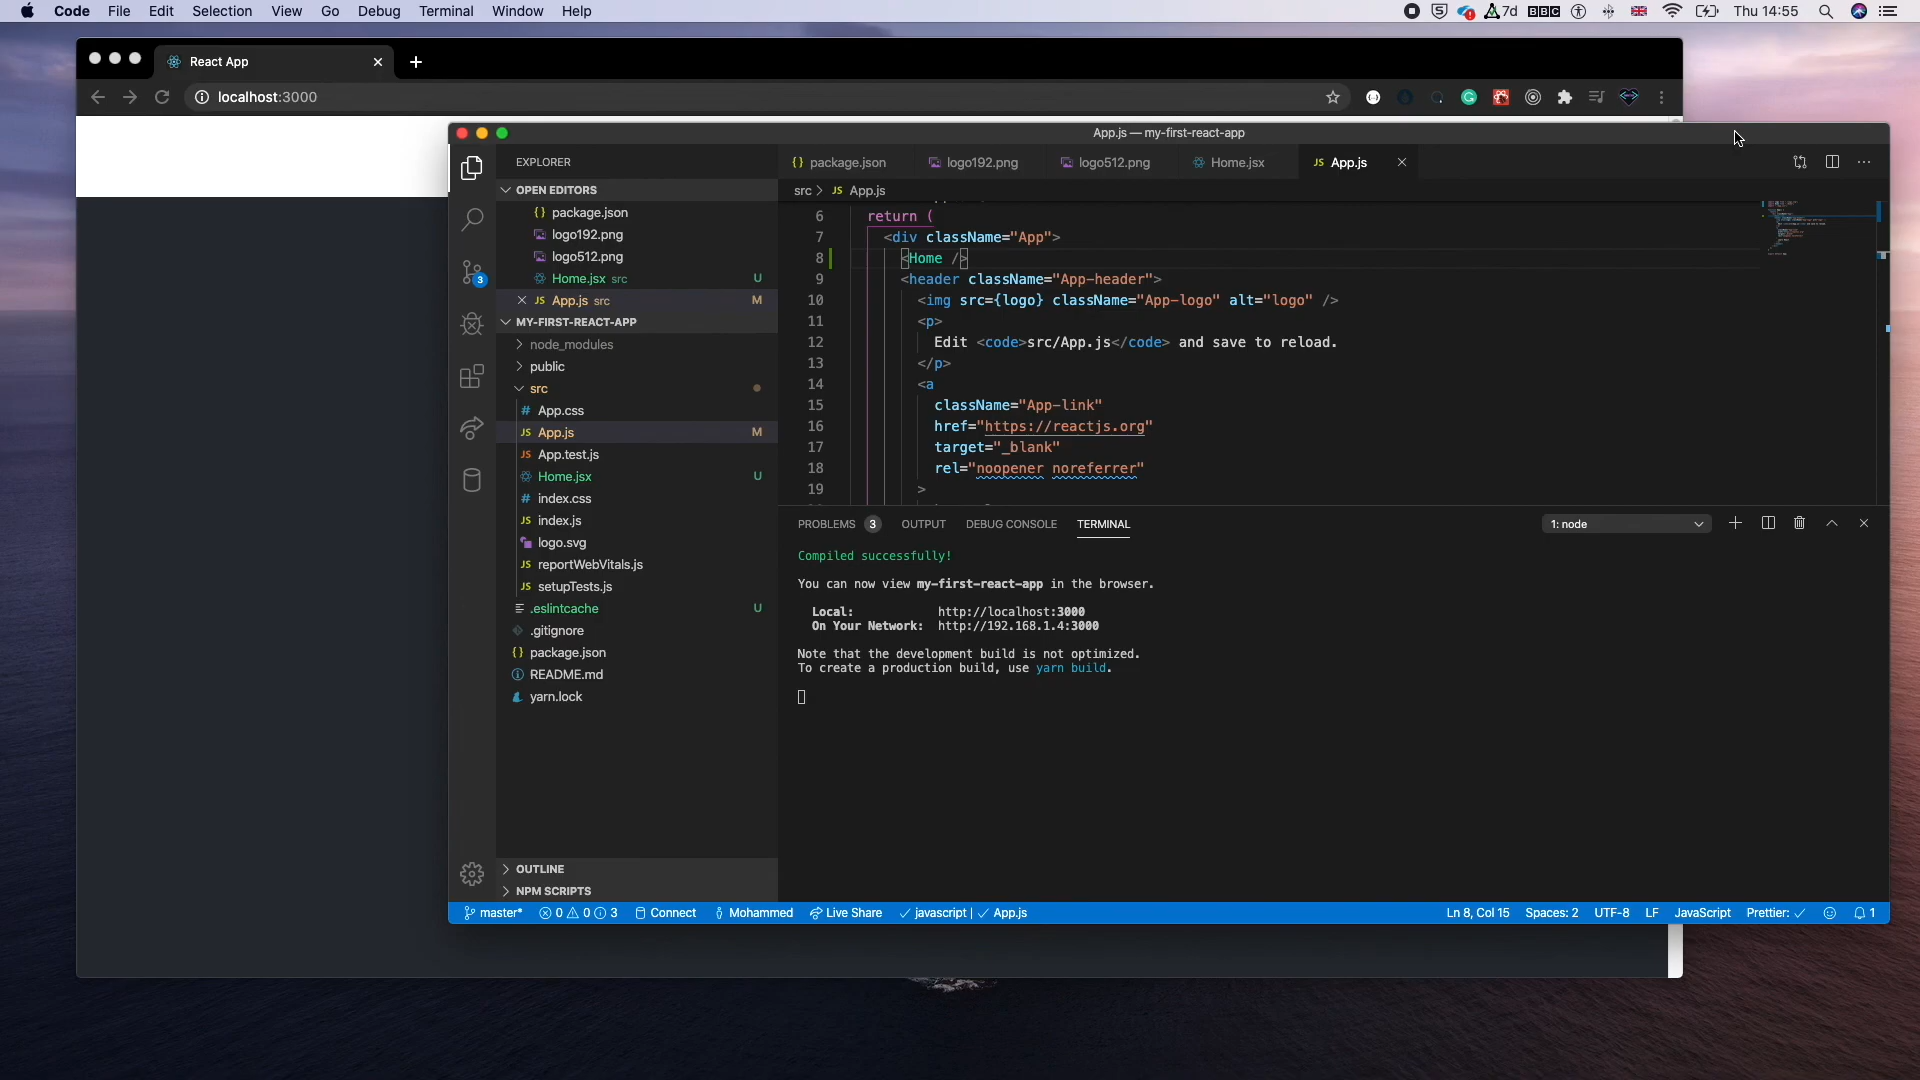 Code File Edit Selection View Go Debug Terminal Window Help
7d BBC Thu 14:55
React App
localhost:3000
App.js — my-first-react-app
EXPLORER
OPEN EDITORS
package.json
logo192.png
logo512.png
Home.jsx src U
JS App.js src M
MY-FIRST-REACT-APP
node_modules
public
src
# App.css
JS App.js M
JS App.test.js
Home.jsx U
# index.css
JS index.js
logo.svg
JS reportWebVitals.js
JS setupTests.js
.eslintcache U
.gitignore
{} package.json
README.md
yarn.lock
OUTLINE
NPM SCRIPTS
3
{} package.json logo192.png logo512.png Home.jsx JS App.js
src > JS App.js
6 return (
7 <div className="App">
8 <Home />
9 <header className="App-header">
10 <img src={logo} className="App-logo" alt="logo" />
11 <p>
12 Edit <code>src/App.js</code> and save to reload.
13 </p>
14 <a
15 className="App-link"
16 href="https://reactjs.org"
17 target="_blank"
18 rel="noopener noreferrer"
19 >
PROBLEMS 3 OUTPUT DEBUG CONSOLE TERMINAL 1: node
Compiled successfully!
You can now view my-first-react-app in the browser.
Local: http://localhost:3000
On Your Network: http://192.168.1.4:3000
Note that the development build is not optimized.
To create a production build, use yarn build.
master* 0 0 3 Connect Mohammed Live Share javascript | App.js Ln 8, Col 15 Spaces: 2 UTF-8 LF JavaScript Prettier: 1